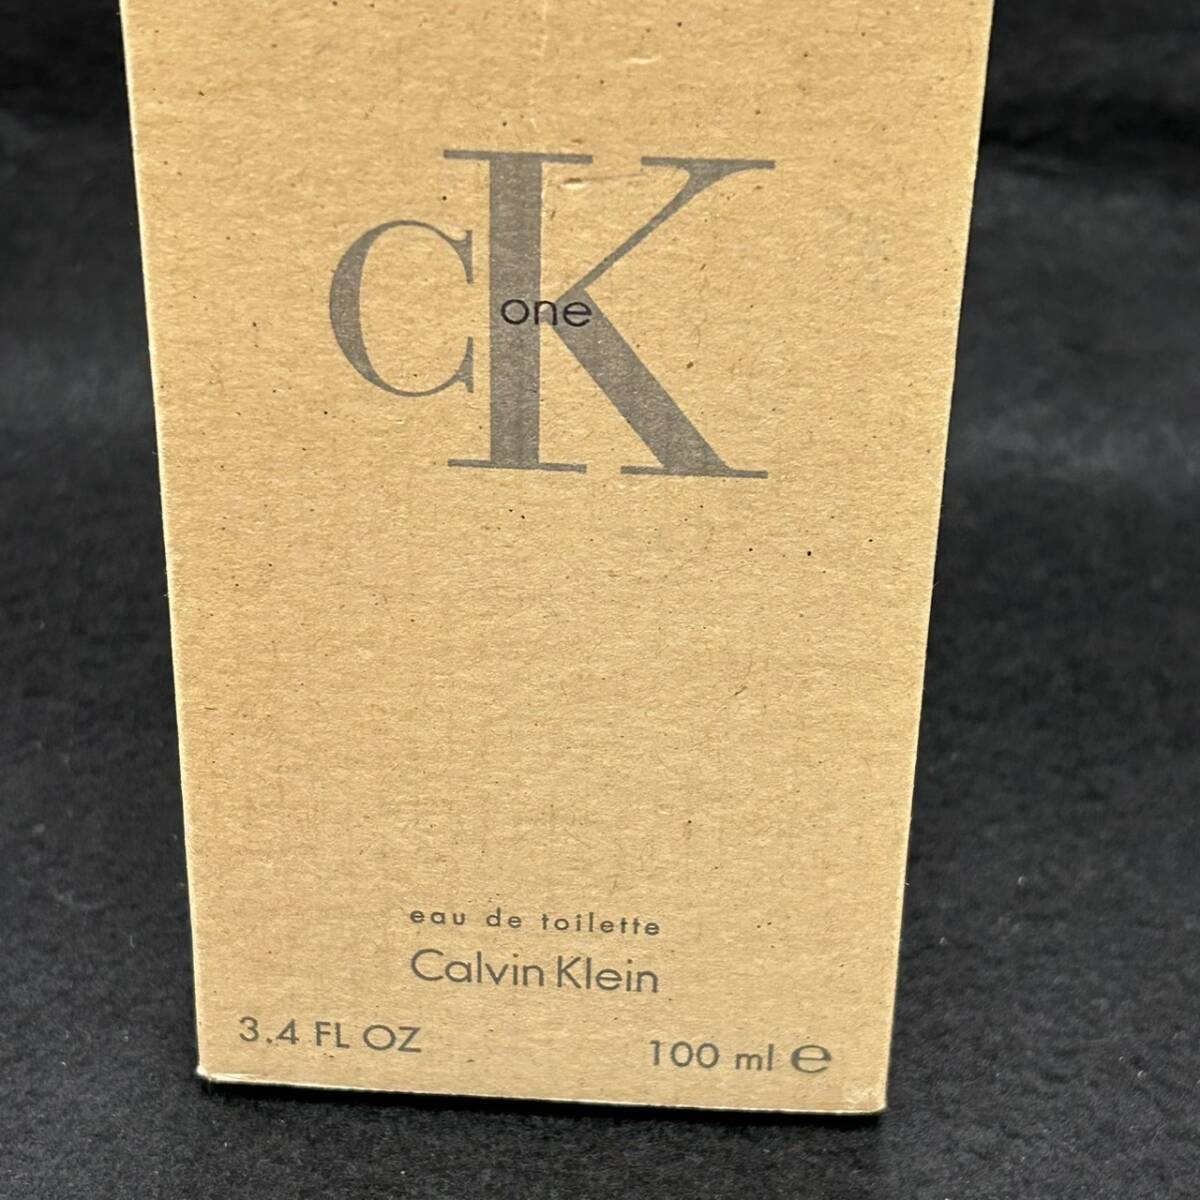 cK
one
eau de toilette
Calvin Klein
3.4 FL OZ
100 ml ℮